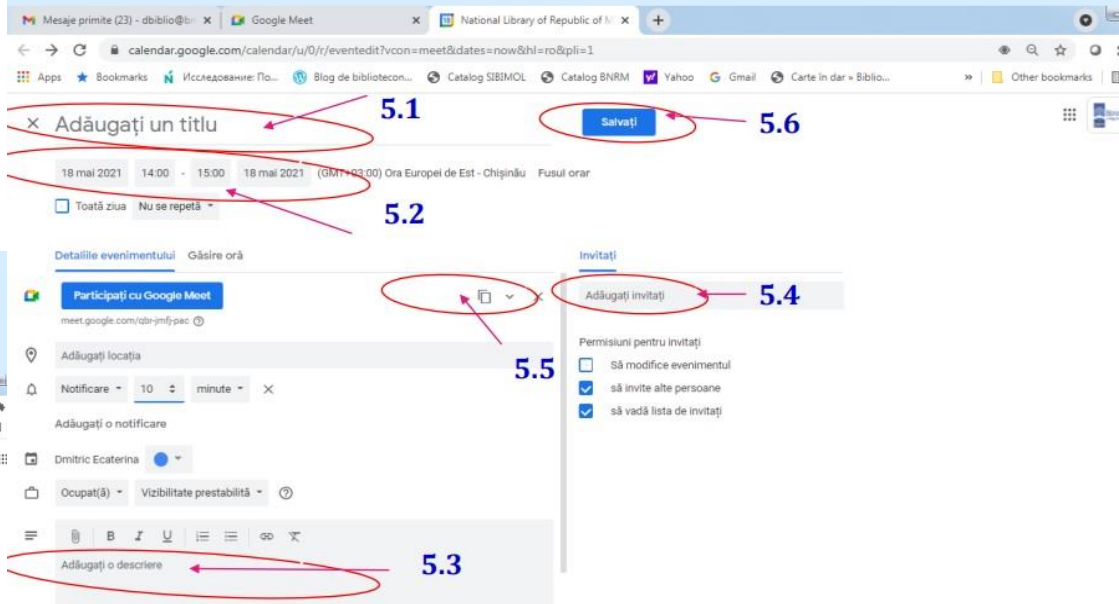 Mesaje primite (23) - dbiblio@bn
Google Meet
National Library of Republic of M
calendar.google.com/calendar/u/0/r/eventedit?vcon=meet&dates=now&hl=ro&pli=1
Apps Bookmarks Исследование: По... Blog de bibliotecon... Catalog SIBIMOL Catalog BNRM Yahoo Gmail Carte in dar » Biblio... » Other bookmarks
5.1
Adăugați un titlu
Salvați
5.6
18 mai 2021 14:00 - 15:00 18 mai 2021 (GMT+03:00) Ora Europei de Est - Chișinău Fusul orar
Toată ziua Nu se repetă
5.2
Detaliile evenimentului Găsire oră
Invitați
Participați cu Google Meet
Adăugați invitați
5.4
meet.google.com/qbr-jmfj-pac
5.5
Permisiuni pentru invitați
Adăugați locația
Să modifice evenimentul
Notificare 10 minute
să invite alte persoane
să vadă lista de invitați
Adăugați o notificare
Dmitric Ecaterina
Ocupat(ă) Vizibilitate prestabilită
B I U
Adăugați o descriere
5.3